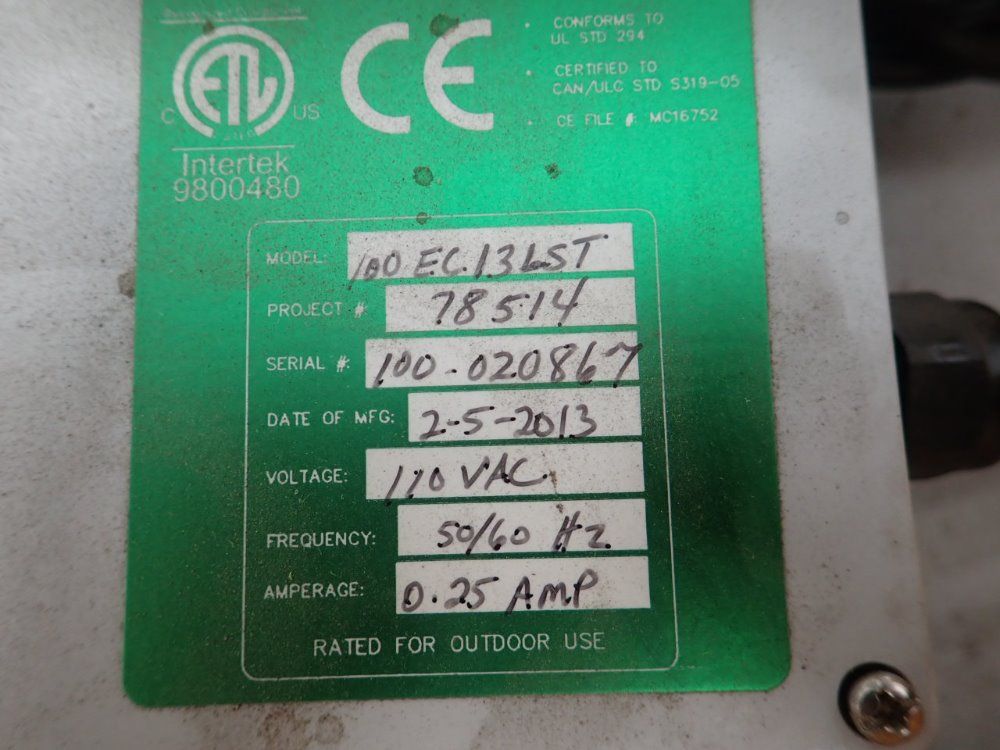 C ETL US
Intertek
9800480
CE
· CONFORMS TO
UL STD 294
· CERTIFIED TO
CAN/ULC STD S319-05
· CE FILE #: MC16752
MODEL: 100 EC.13LST
PROJECT # 78514
SERIAL #: 100-020867
DATE OF MFG: 2-5-2013
VOLTAGE: 110 VAC
FREQUENCY: 50/60 Hz
AMPERAGE: 0.25 AMP
RATED FOR OUTDOOR USE